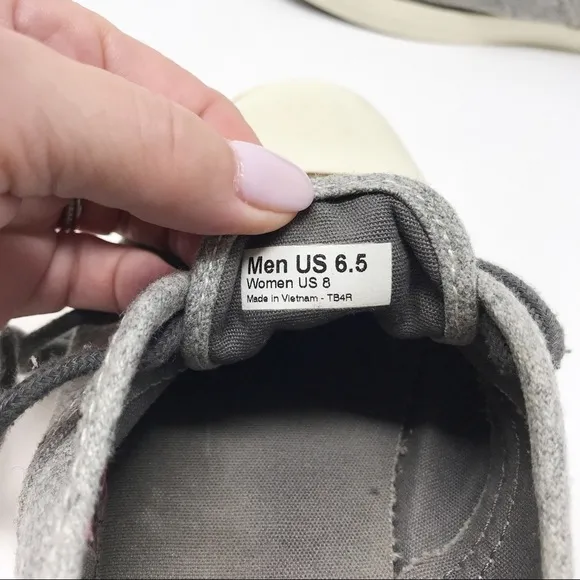 Men US 6.5
Women US 8
Made in Vietnam - TB4R